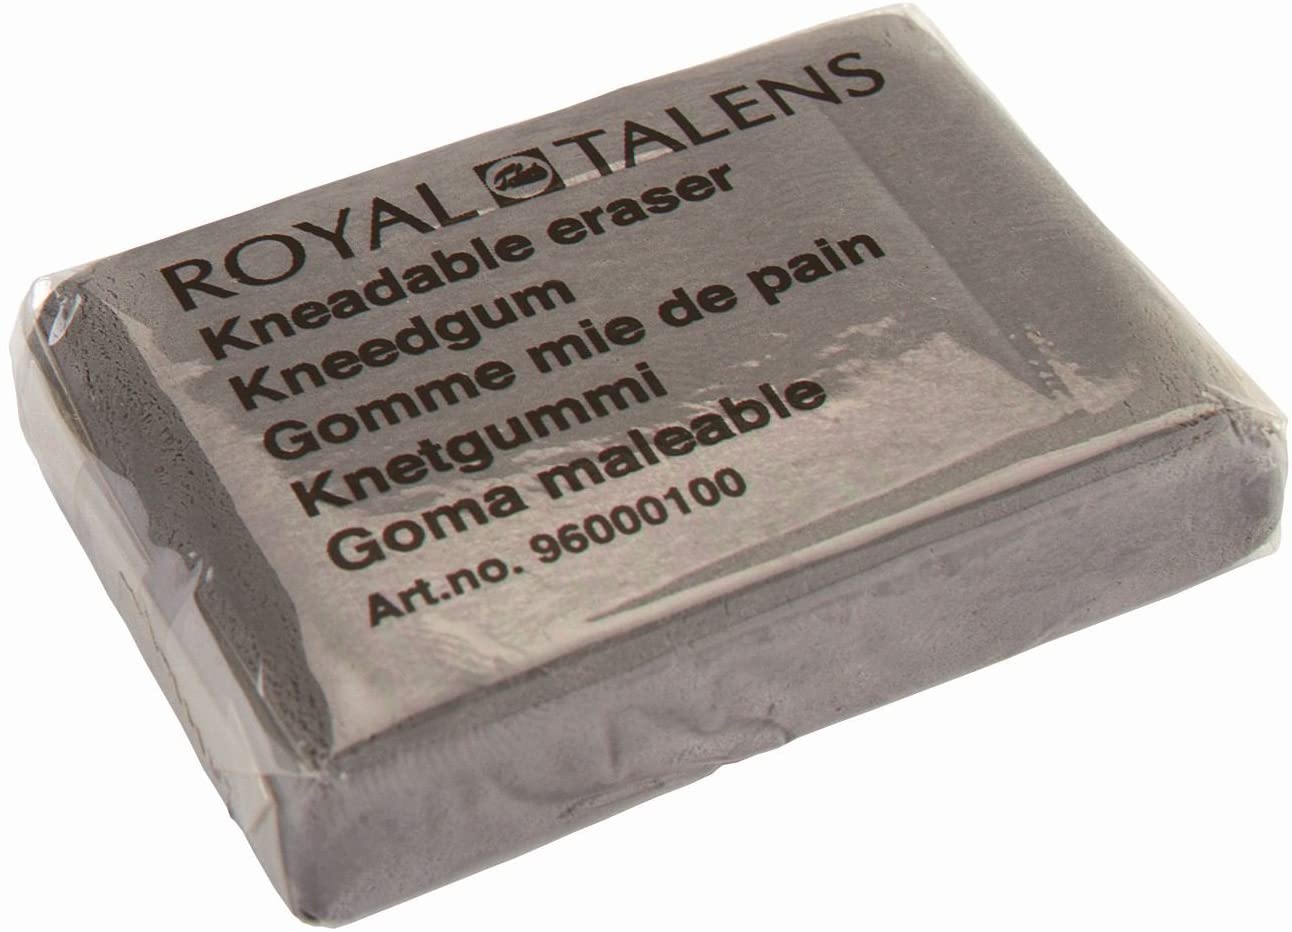 ROYAL TALENS
Kneadable eraser
Kneedgum
Gomme mie de pain
Knetgummi
Goma maleable
Art.no. 96000100